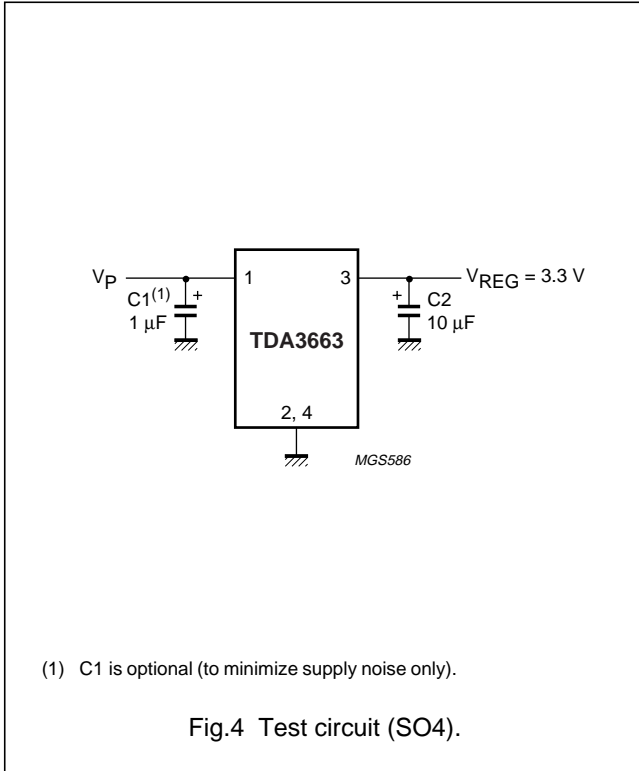 V_P 1 3 V_REG = 3.3 V
C1(1) + + C2
1 μF 10 μF
TDA3663
2, 4
MGS586
(1) C1 is optional (to minimize supply noise only).
Fig.4 Test circuit (SO4).